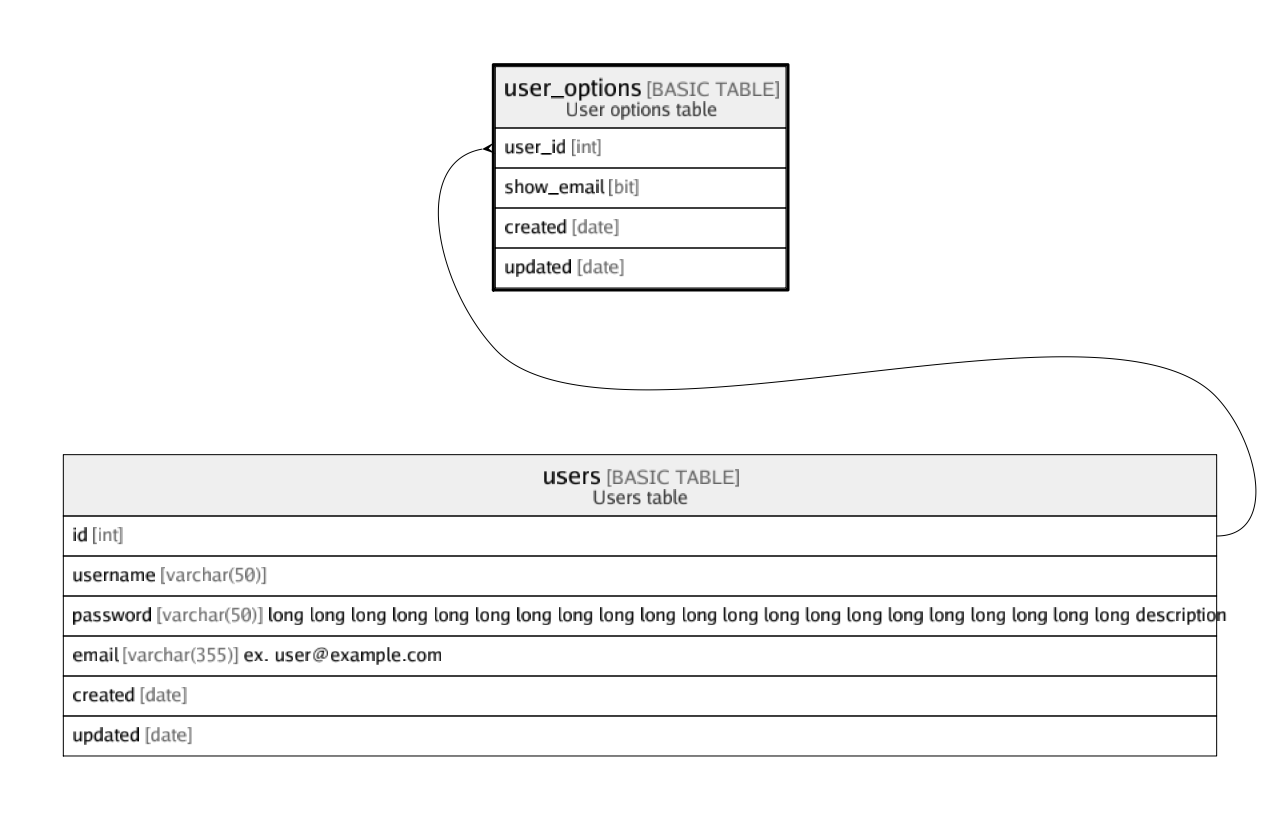 user_options [BASIC TABLE]
User options table
user_id [int]
show_email [bit]
created [date]
updated [date]
users [BASIC TABLE]
Users table
id [int]
username [varchar(50)]
password [varchar(50)] long long long long long long long long long long long long long long long long long long long long long description
email [varchar(355)] ex. user@example.com
created [date]
updated [date]